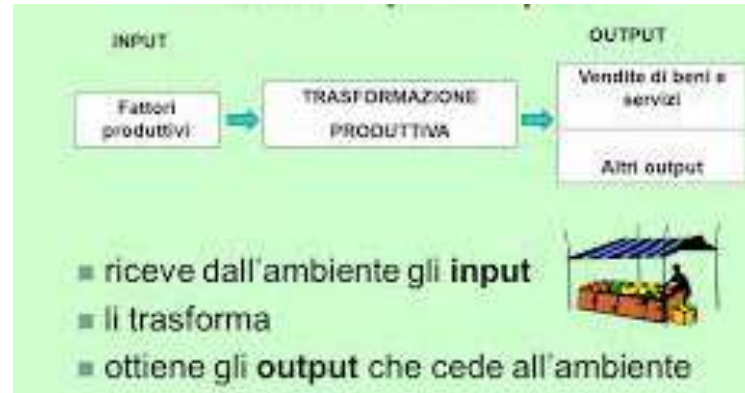 INPUT
OUTPUT
Fattori
produttivi
TRASFORMAZIONE
PRODUTTIVA
Vendite di beni e
servizi
Altri output
riceve dall'ambiente gli input
li trasforma
ottiene gli output che cede all'ambiente